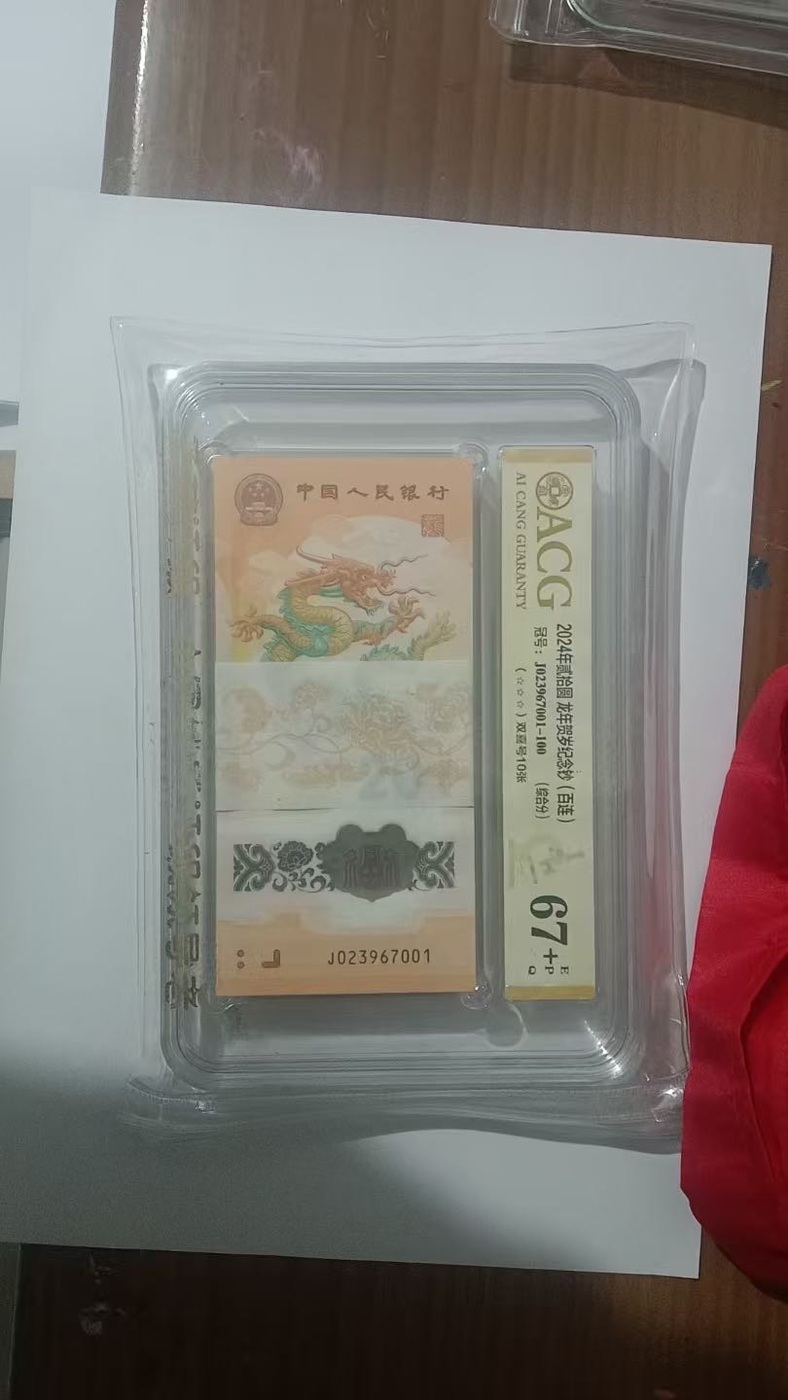 中国人民银行
J023967001
ACG
AI CANG GUARANTY
2024年贰拾圆 龙年贺岁纪念钞（百连）
冠号：J023967001-100 （综合分）
（☆☆☆）双喜号10张
67+
E
P
Q